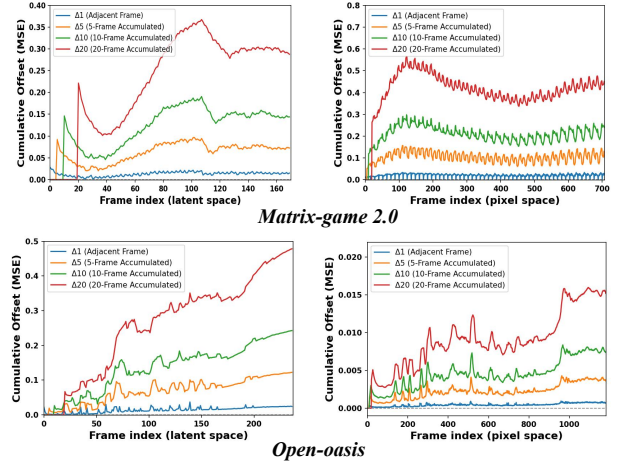 0.40
0.35
0.30
0.25
0.20
0.15
0.10
0.05
0.00
Cumulative Offset (MSE)
Δ1 (Adjacent Frame)
Δ5 (5-Frame Accumulated)
Δ10 (10-Frame Accumulated)
Δ20 (20-Frame Accumulated)
0 20 40 60 80 100 120 140 160
Frame index (latent space)
0.8
0.7
0.6
0.5
0.4
0.3
0.2
0.1
0.0
Cumulative Offset (MSE)
Δ1 (Adjacent Frame)
Δ5 (5-Frame Accumulated)
Δ10 (10-Frame Accumulated)
Δ20 (20-Frame Accumulated)
0 100 200 300 400 500 600 700
Frame index (pixel space)
Matrix-game 2.0
0.5
0.4
0.3
0.2
0.1
0.0
Cumulative Offset (MSE)
Δ1 (Adjacent Frame)
Δ5 (5-Frame Accumulated)
Δ10 (10-Frame Accumulated)
Δ20 (20-Frame Accumulated)
0 50 100 150 200
Frame index (latent space)
0.020
0.015
0.010
0.005
0.000
Cumulative Offset (MSE)
Δ1 (Adjacent Frame)
Δ5 (5-Frame Accumulated)
Δ10 (10-Frame Accumulated)
Δ20 (20-Frame Accumulated)
0 200 400 600 800 1000
Frame index (pixel space)
Open-oasis